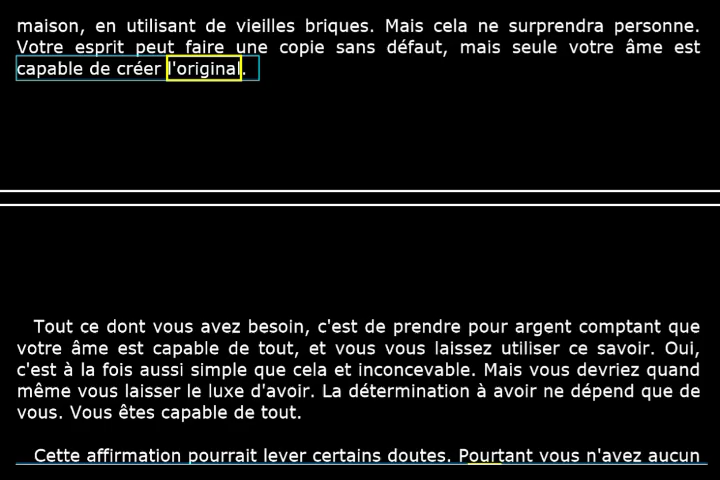 maison, en utilisant de vieilles briques. Mais cela ne surprendra personne.
Votre esprit peut faire une copie sans défaut, mais seule votre âme est
capable de créer l'original.
Tout ce dont vous avez besoin, c'est de prendre pour argent comptant que
votre âme est capable de tout, et vous vous laissez utiliser ce savoir. Oui,
c'est à la fois aussi simple que cela et inconcevable. Mais vous devriez quand
même vous laisser le luxe d'avoir. La détermination à avoir ne dépend que de
vous. Vous êtes capable de tout.
Cette affirmation pourrait lever certains doutes. Pourtant vous n'avez aucun